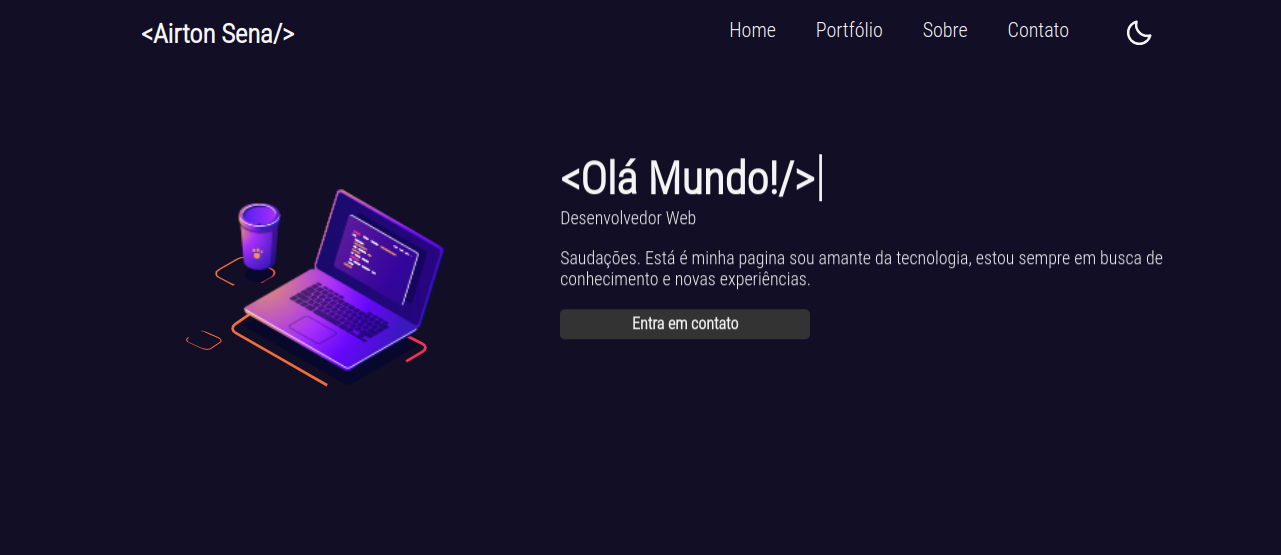 <Airton Sena/>
Home Portfólio Sobre Contato
<Olá Mundo!/>|
Desenvolvedor Web
Saudações. Está é minha pagina sou amante da tecnologia, estou sempre em busca de
conhecimento e novas experiências.
Entra em contato